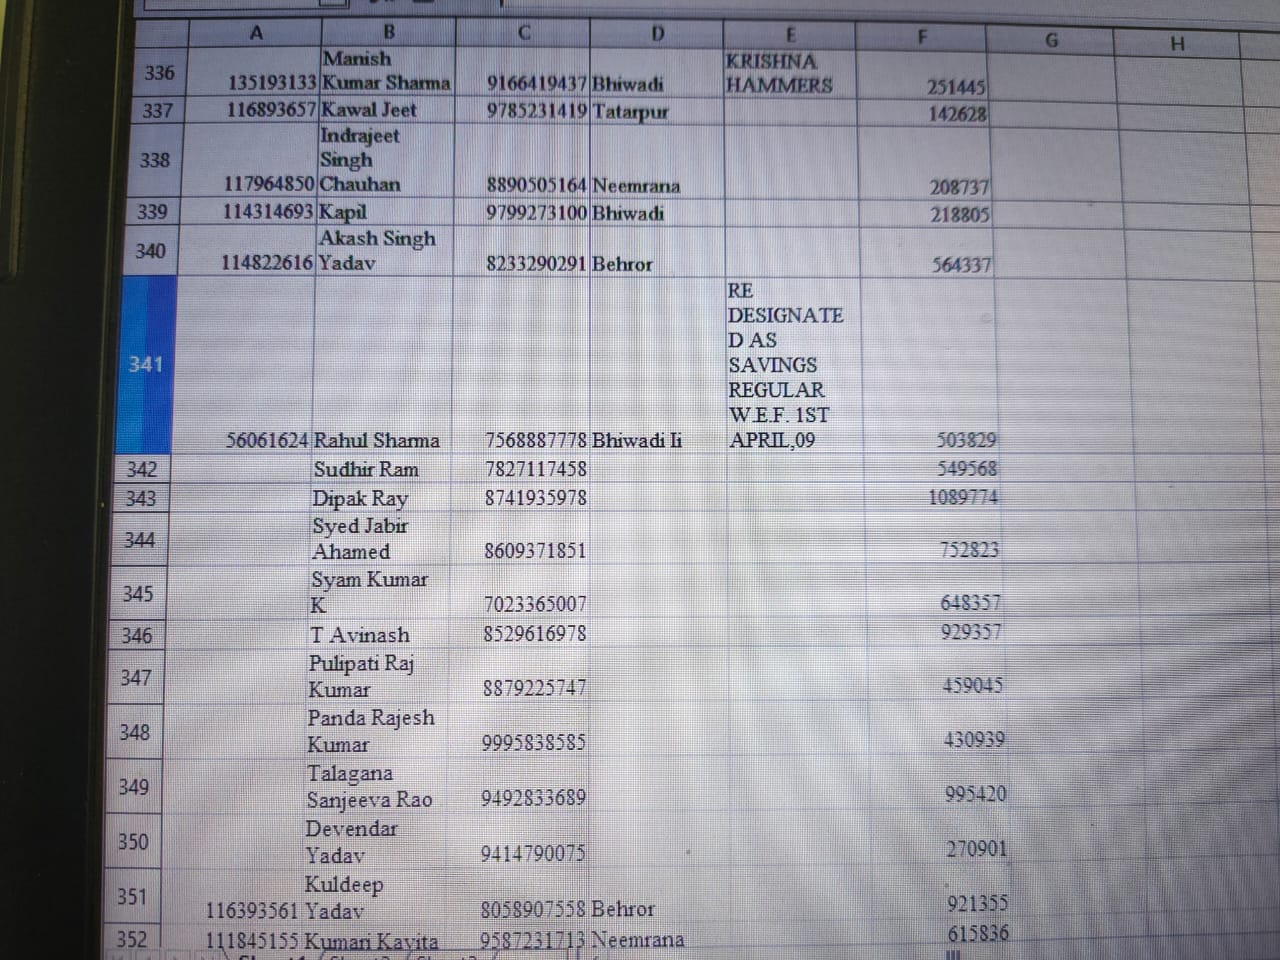 A B C D E F G H
336 135193133 Manish Kumar Sharma 9166419437 Bhiwadi KRISHNA HAMMERS 251445
337 116893657 Kawal Jeet 9785231419 Tatarpur 142628
338 117964850 Indrajeet Singh Chauhan 8890505164 Neemrana 208737
339 114314693 Kapil 9799273100 Bhiwadi 218805
340 114822616 Akash Singh Yadav 8233290291 Behror 564337
341 56061624 Rahul Sharma 7568887778 Bhiwadi Ii RE DESIGNATE D AS SAVINGS REGULAR W.E.F. 1ST APRIL,09 503829
342 Sudhir Ram 7827117458 549568
343 Dipak Ray 8741935978 1089774
344 Syed Jabir Ahamed 8609371851 752823
345 Syam Kumar K 7023365007 648357
346 T Avinash 8529616978 929357
347 Pulipati Raj Kumar 8879225747 459045
348 Panda Rajesh Kumar 9995838585 430939
349 Talagana Sanjeeva Rao 9492833689 995420
350 Devendar Yadav 9414790075 270901
351 116393561 Kuldeep Yadav 8058907558 Behror 921355
352 111845155 Kumari Kavita 9587231713 Neemrana 615836